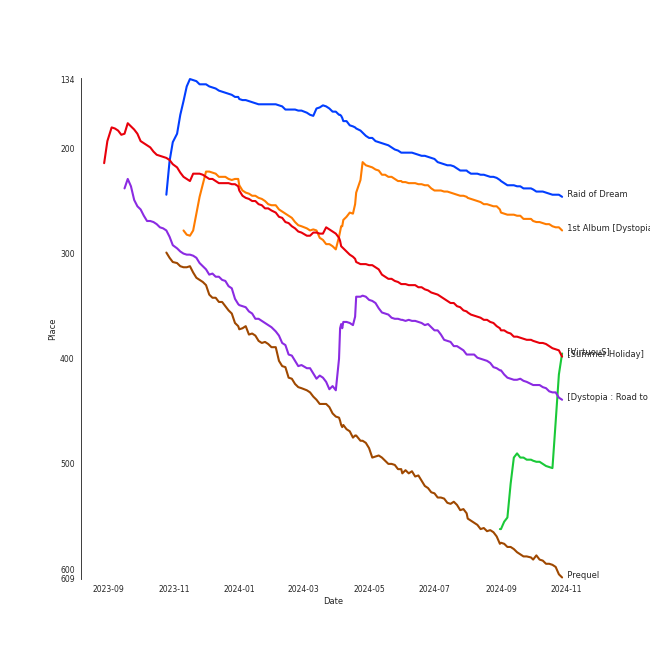 134
200
300
400
500
600
609
Place
2023-09
2023-11
2024-01
2024-03
2024-05
2024-07
2024-09
2024-11
Date
Raid of Dream
1st Album [Dystopia
[VirtuouS]
[Summer Holiday]
[Dystopia : Road to
Prequel